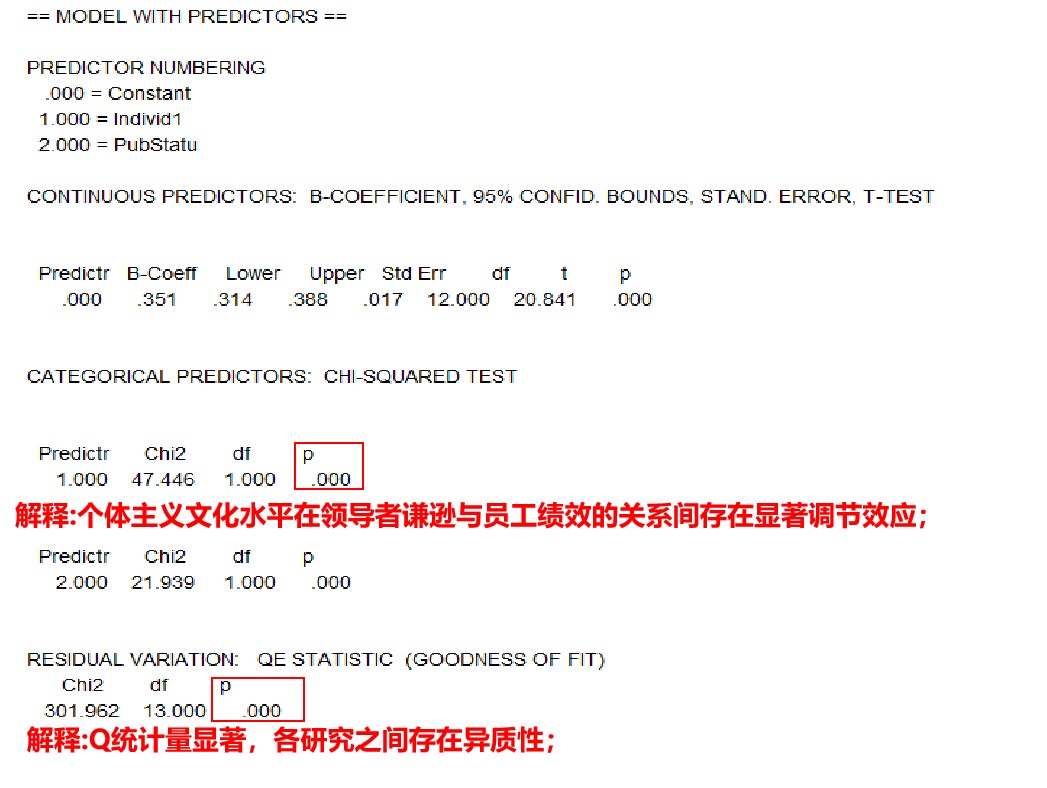 == MODEL WITH PREDICTORS ==
PREDICTOR NUMBERING
.000 = Constant
1.000 = Individ1
2.000 = PubStatu
CONTINUOUS PREDICTORS: B-COEFFICIENT, 95% CONFID. BOUNDS, STAND. ERROR, T-TEST
Predictr B-Coeff Lower Upper Std Err df t p
.000 .351 .314 .388 .017 12.000 20.841 .000
CATEGORICAL PREDICTORS: CHI-SQUARED TEST
Predictr Chi2 df p
1.000 47.446 1.000 .000
解释:个体主义文化水平在领导者谦逊与员工绩效的关系间存在显著调节效应;
Predictr Chi2 df p
2.000 21.939 1.000 .000
RESIDUAL VARIATION: QE STATISTIC (GOODNESS OF FIT)
Chi2 df p
301.962 13.000 .000
解释:Q统计量显著，各研究之间存在异质性;